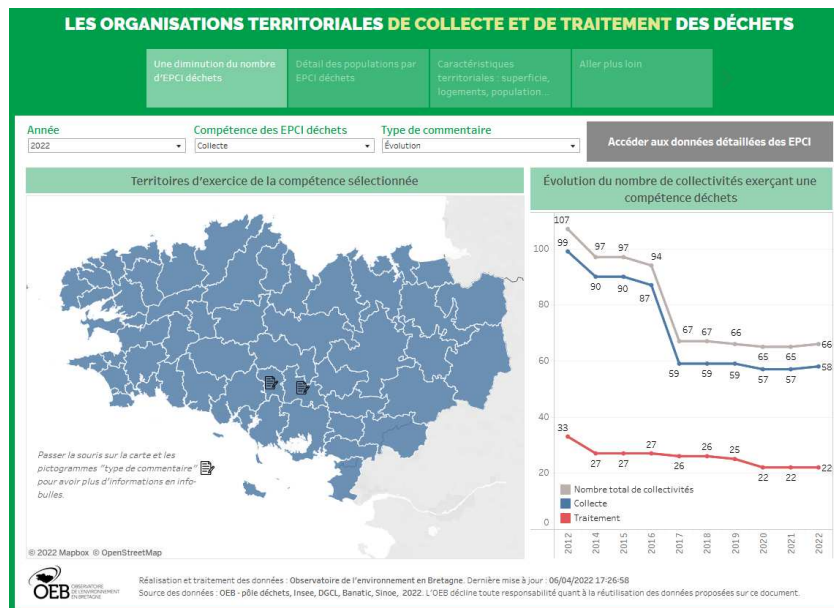 LES ORGANISATIONS TERRITORIALES DE COLLECTE ET DE TRAITEMENT DES DÉCHETS
Une diminution du nombre
d'EPCI déchets
Détail des populations par
EPCI déchets
Caractéristiques
territoriales : superficie,
logements, population...
Aller plus loin
Année
2022
Compétence des EPCI déchets
Collecte
Type de commentaire
Évolution
Accéder aux données détaillées des EPCI
Territoires d'exercice de la compétence sélectionnée
Passer la souris sur la carte et les
pictogrammes "type de commentaire"
pour avoir plus d'informations en info-
bulles.
© 2022 Mapbox © OpenStreetMap
Évolution du nombre de collectivités exerçant une
compétence déchets
100
80
60
40
20
0
107 97 97 94 67 67 66 65 65 66
99 90 90 87 59 59 59 57 57 58
33 27 27 27 26 26 25 22 22 22
Nombre total de collectivités
Collecte
Traitement
2012 2014 2015 2016 2017 2018 2019 2020 2021 2022
OEB OBSERVATOIRE
DE L'ENVIRONNEMENT
EN BRETAGNE
Réalisation et traitement des données : Observatoire de l'environnement en Bretagne. Dernière mise à jour : 06/04/2022 17:26:58
Source des données : OEB - pôle déchets, Insee, DGCL, Banatic, Sinoe, 2022. L'OEB décline toute responsabilité quant à la réutilisation des données proposées sur ce document.